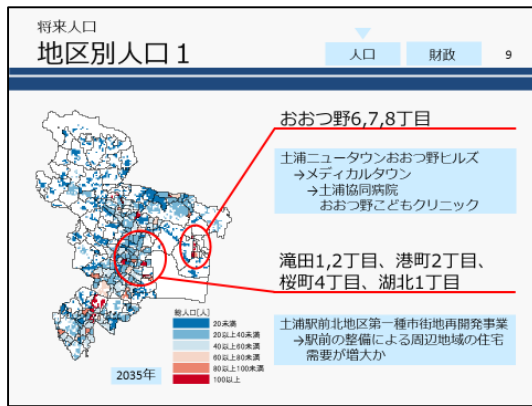 将来人口
地区別人口1
人口
財政
9
おおつ野6,7,8丁目
土浦ニュータウンおおつ野ヒルズ
→メディカルタウン
→土浦協同病院
おおつ野こどもクリニック
滝田1,2丁目、港町2丁目、
桜町4丁目、湖北1丁目
土浦駅前北地区第一種市街地再開発事業
→駅前の整備による周辺地域の住宅
需要が増大か
総人口[人]
20未満
20以上40未満
40以上60未満
60以上80未満
80以上100未満
100以上
2035年